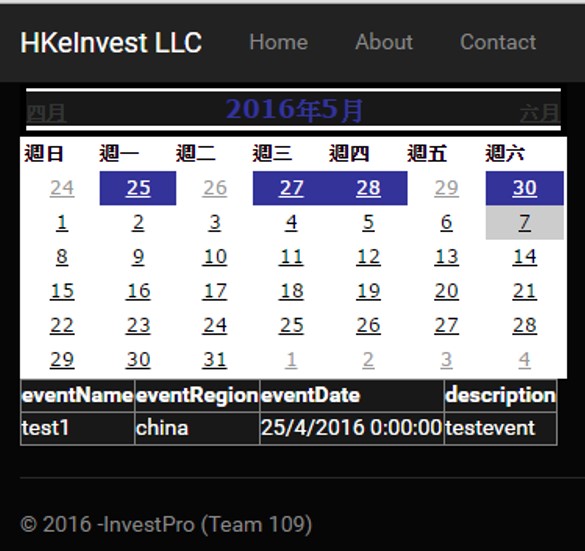 HKeInvest LLC Home About Contact
四月 2016年5月 六月
週日 週一 週二 週三 週四 週五 週六
24 25 26 27 28 29 30
1 2 3 4 5 6 7
8 9 10 11 12 13 14
15 16 17 18 19 20 21
22 23 24 25 26 27 28
29 30 31 1 2 3 4
eventName eventRegion eventDate description
test1 china 25/4/2016 0:00:00 testevent
© 2016 -InvestPro (Team 109)